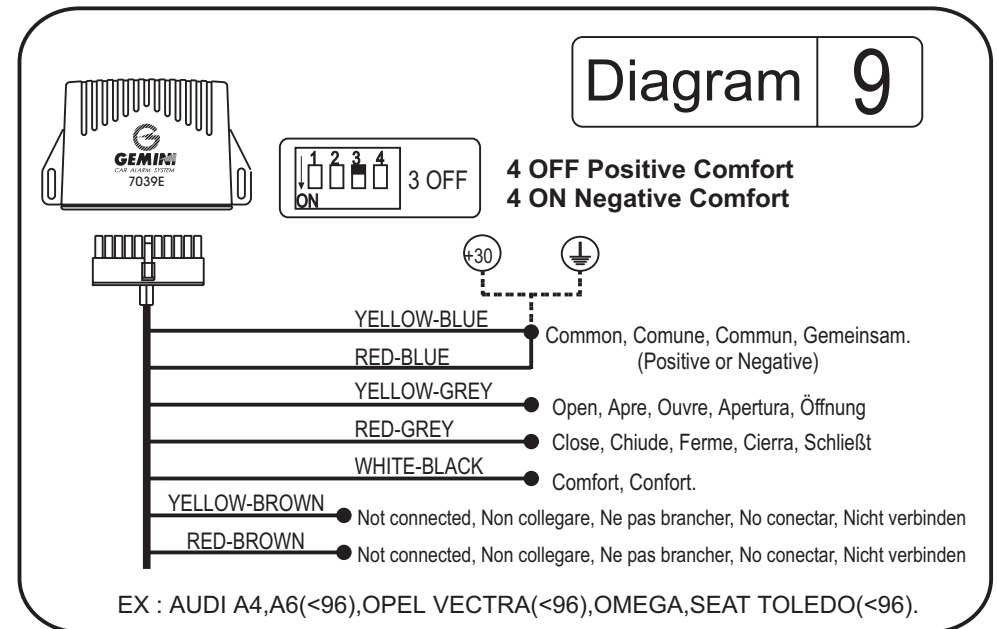 Diagram 9
GEMINI
CAR ALARM SYSTEM
7039E
1 2 3 4
ON
3 OFF
4 OFF Positive Comfort
4 ON Negative Comfort
+30
YELLOW-BLUE
Common, Comune, Commun, Gemeinsam.
(Positive or Negative)
RED-BLUE
YELLOW-GREY
Open, Apre, Ouvre, Apertura, Öffnung
RED-GREY
Close, Chiude, Ferme, Cierra, Schließt
WHITE-BLACK
Comfort, Confort.
YELLOW-BROWN
Not connected, Non collegare, Ne pas brancher, No conectar, Nicht verbinden
RED-BROWN
Not connected, Non collegare, Ne pas brancher, No conectar, Nicht verbinden
EX : AUDI A4,A6(<96),OPEL VECTRA(<96),OMEGA,SEAT TOLEDO(<96).